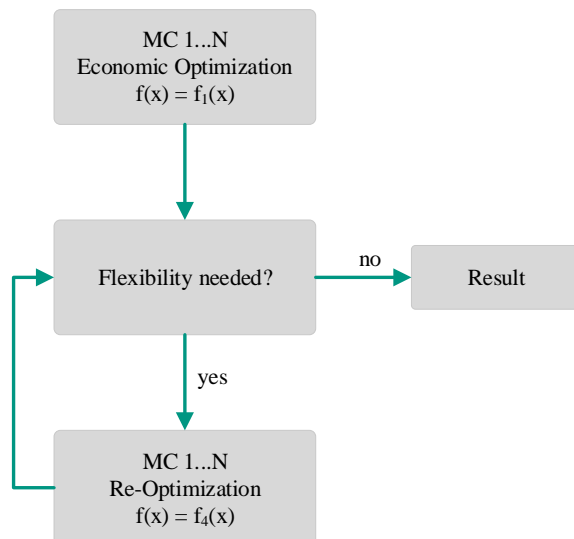 MC 1...N
Economic Optimization
f(x) = f₁(x)
Flexibility needed?
no
Result
yes
MC 1...N
Re-Optimization
f(x) = f₄(x)